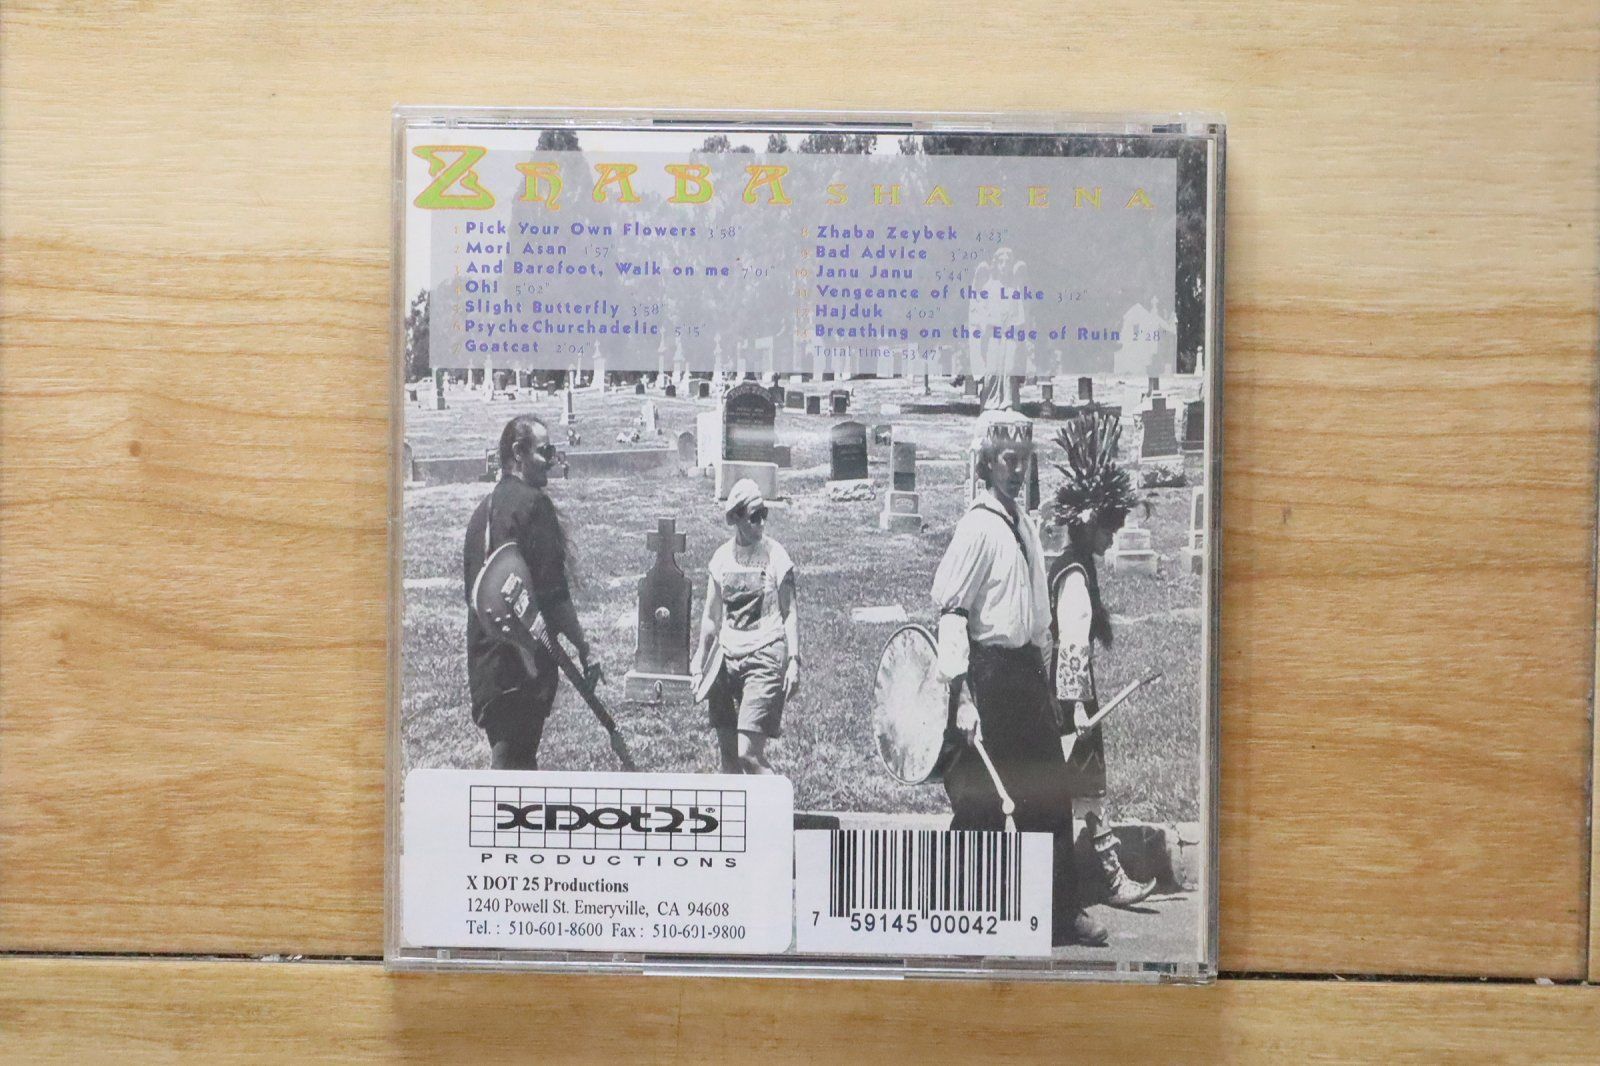 ZHABA SHARENA
1 Pick Your Own Flowers 3'58"
2 Mori Asan 1'57"
3 And Barefoot, Walk on me 7'01"
4 Oh! 5'02"
5 Slight Butterfly 3'58"
6 PsycheChurchadelic 5'15"
7 Goatcat 2'04"
8 Zhaba Zeybek 4'23"
9 Bad Advice 3'20"
10 Janu Janu 5'44"
11 Vengeance of the Lake 3'12"
12 Hajduk 4'02"
13 Breathing on the Edge of Ruin 2'28"
Total time: 53'47"
XDot25®
PRODUCTIONS
X DOT 25 Productions
1240 Powell St. Emeryville, CA 94608
Tel. : 510-601-8600 Fax : 510-601-9800
7 59145 00042 9